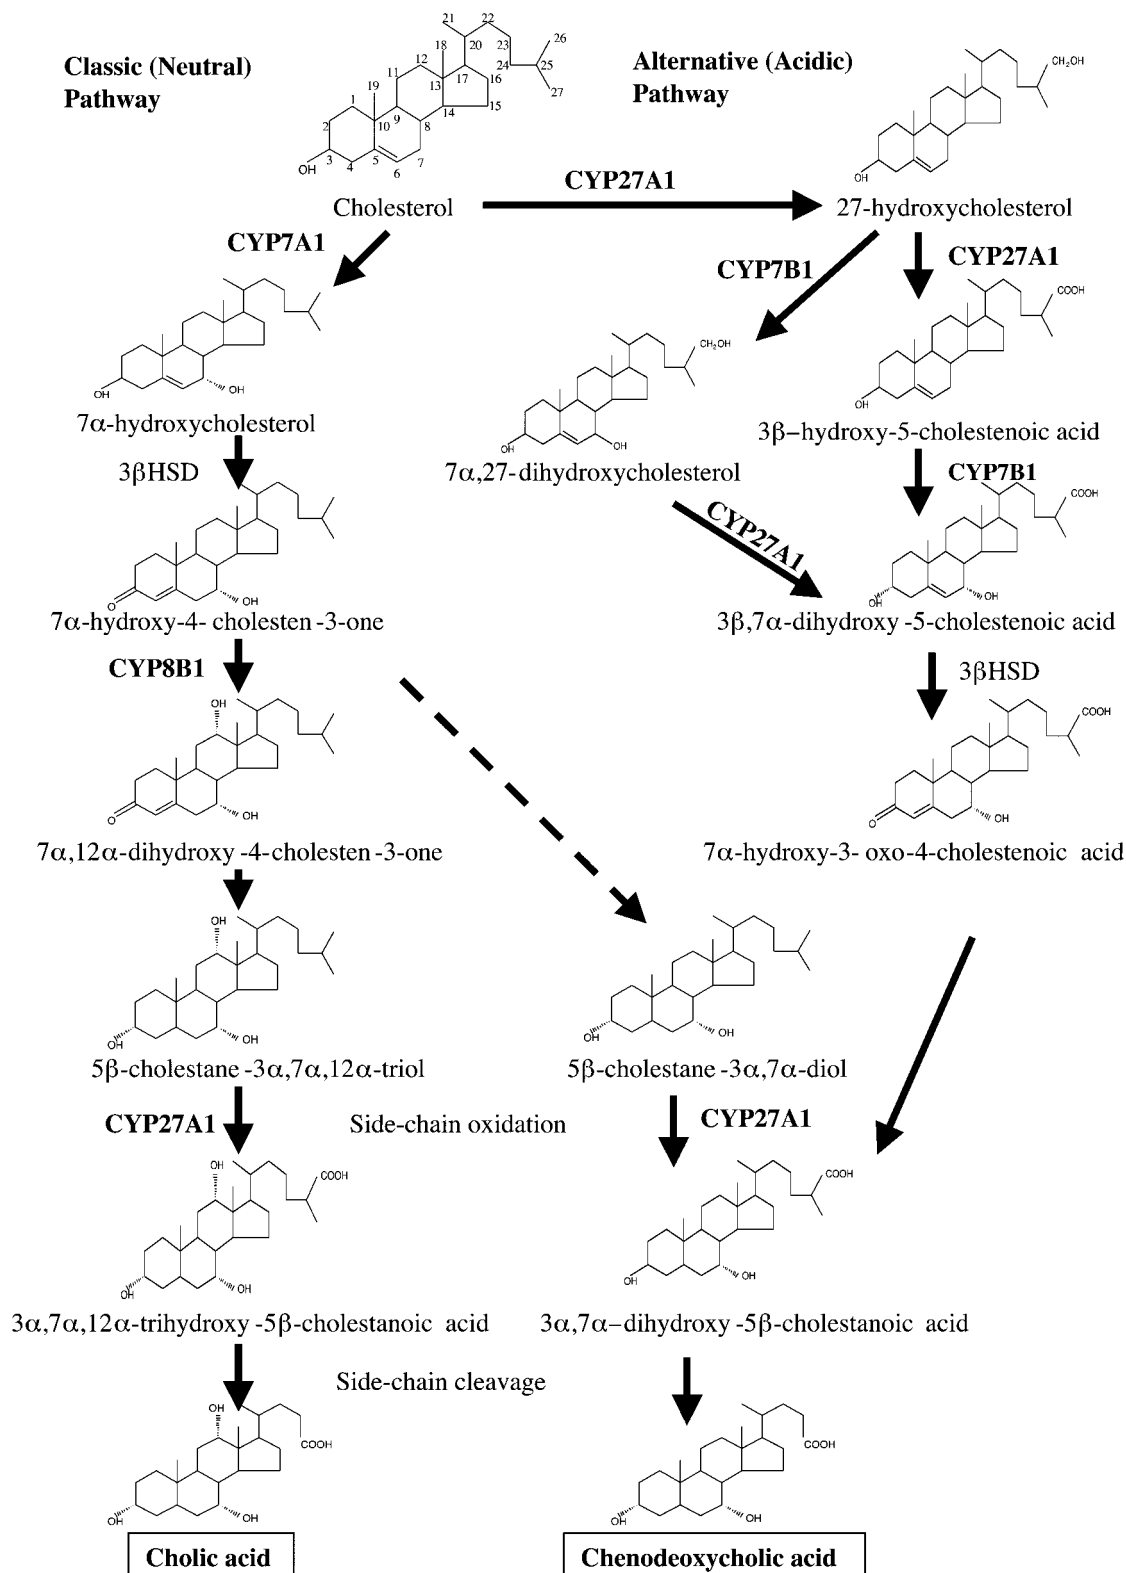 Classic (Neutral)
Pathway
Alternative (Acidic)
Pathway
21
22
18
20
23
26
12
24
11
17
16
25
19
13
27
1
15
14
2
10
9
8
3
4
5
7
6
OH
Cholesterol
CYP27A1
CH2OH
OH
27-hydroxycholesterol
CYP7A1
CYP7B1
CYP27A1
OH
OH
7α-hydroxycholesterol
CH2OH
OH
OH
7α,27-dihydroxycholesterol
COOH
OH
3β-hydroxy-5-cholestenoic acid
3βHSD
CYP7B1
CYP27A1
O
OH
7α-hydroxy-4- cholesten -3-one
COOH
OH
OH
3β,7α-dihydroxy -5-cholestenoic acid
CYP8B1
3βHSD
OH
O
OH
7α,12α-dihydroxy -4-cholesten -3-one
COOH
O
OH
7α-hydroxy-3- oxo-4-cholestenoic acid
OH
OH
OH
5β-cholestane -3α,7α,12α-triol
OH
OH
5β-cholestane -3α,7α-diol
CYP27A1
Side-chain oxidation
CYP27A1
OH
COOH
OH
OH
3α,7α,12α-trihydroxy -5β-cholestanoic acid
COOH
OH
OH
3α,7α-dihydroxy -5β-cholestanoic acid
Side-chain cleavage
OH
COOH
OH
OH
Cholic acid
COOH
OH
OH
Chenodeoxycholic acid